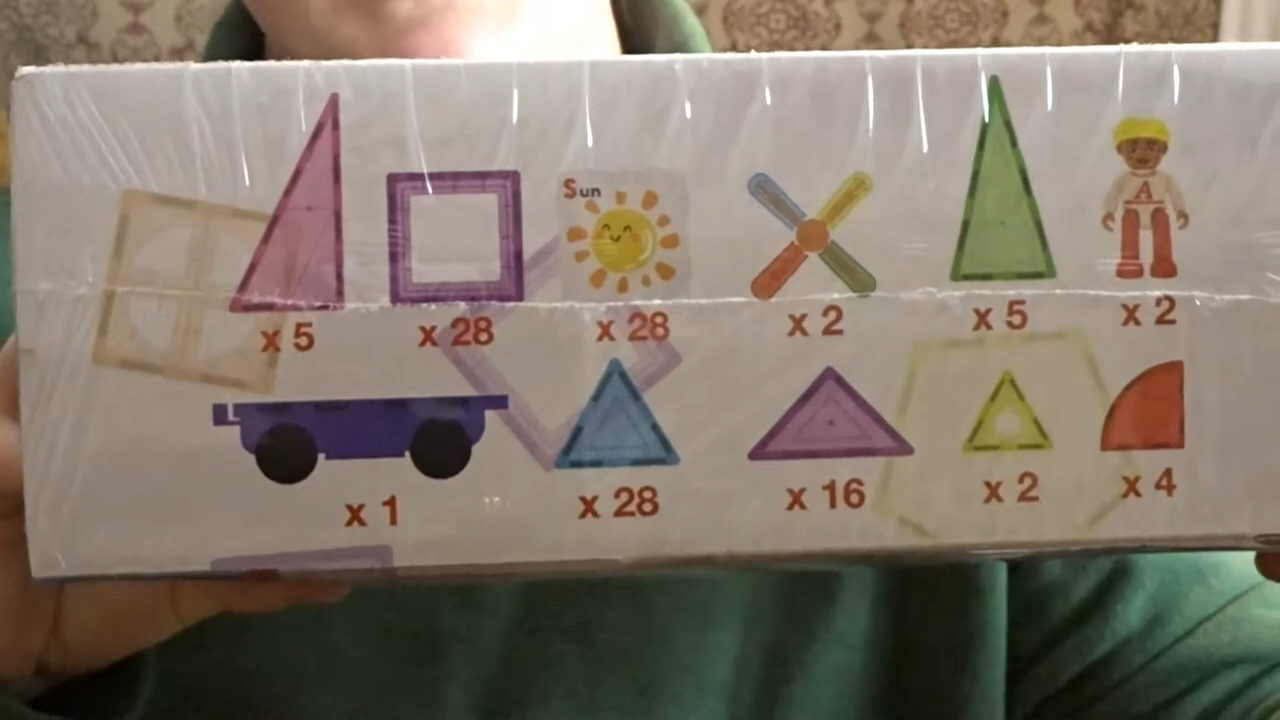 Sun
x 5 x 28 x 28 x 2 x 5 x 2
A
x 1 x 28 x 16 x 2 x 4